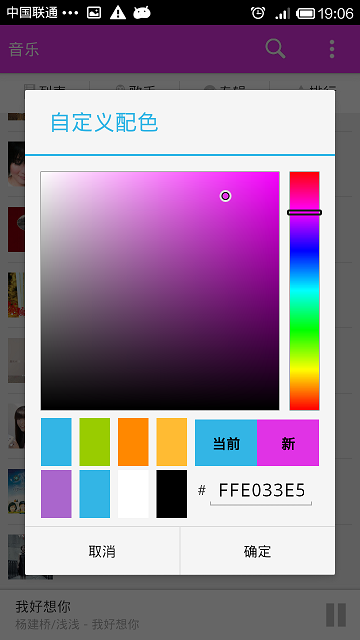 中国联通 ••• 19:06
音乐
列表 歌手 专辑 排行
自定义配色
当前 新
# FFE033E5
取消 确定
我好想你
杨建桥/浅浅 - 我好想你